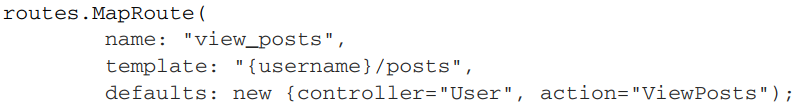 routes.MapRoute(
name: "view_posts",
template: "{username}/posts",
defaults: new {controller="User", action="ViewPosts");